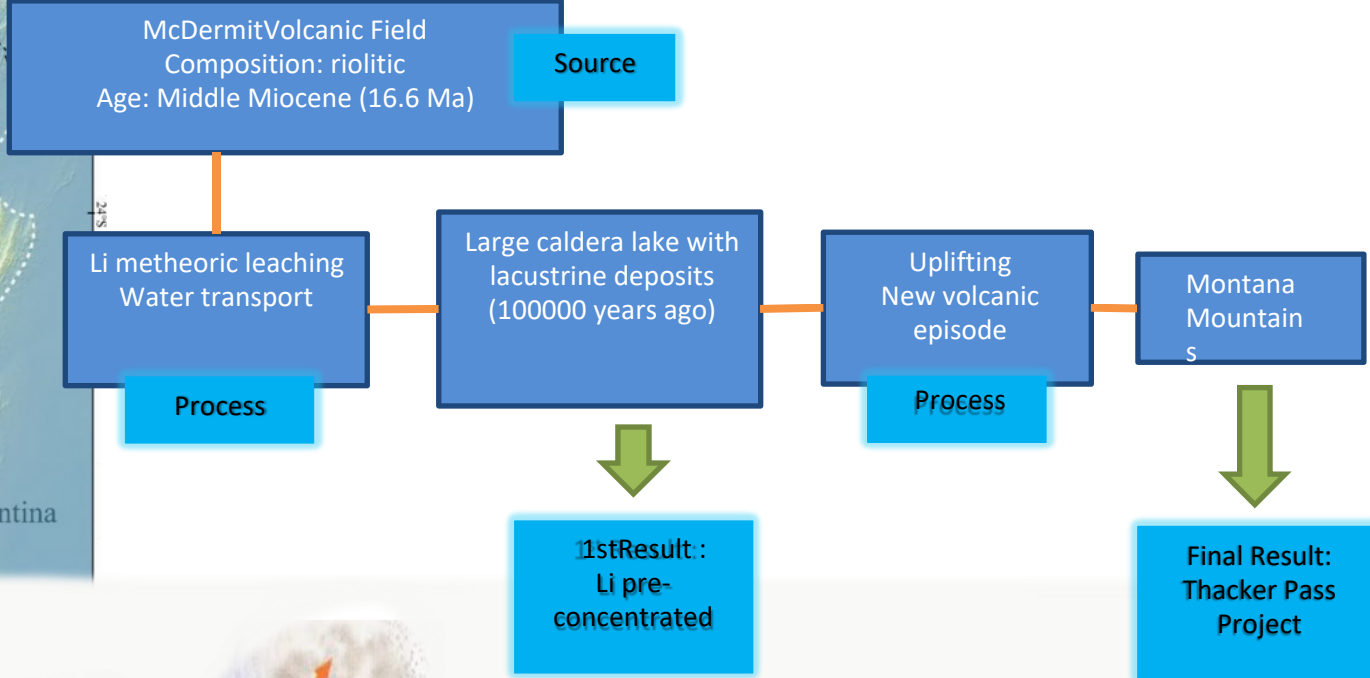 McDermitVolcanic Field
Composition: riolitic
Age: Middle Miocene (16.6 Ma)
Source
24°S
Li metheoric leaching
Water transport
Process
Large caldera lake with
lacustrine deposits
(100000 years ago)
Uplifting
New volcanic
episode
Process
Montana
Mountain
s
ntina
1stResult :
Li pre-
concentrated
Final Result:
Thacker Pass
Project